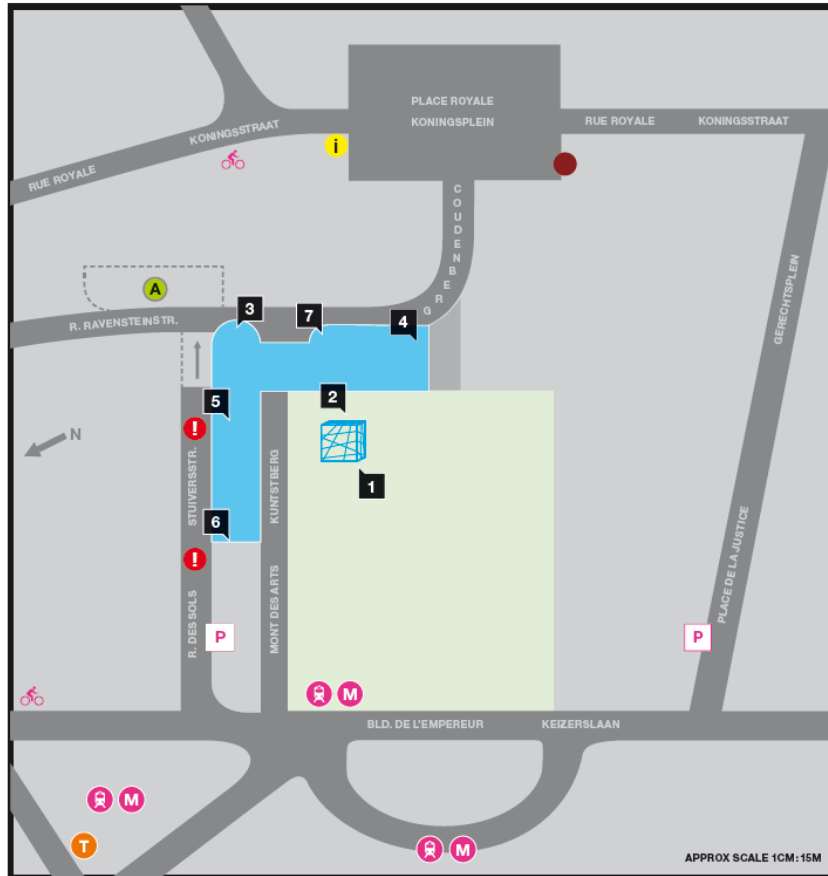 PLACE ROYALE
KONINGSPLEIN
RUE ROYALE KONINGSSTRAAT
RUE ROYALE KONINGSSTRAAT
i
COUDENBERG
A
3
7
4
R. RAVENSTEINSTR.
GERECHTSPLEIN
PLACE DE LA JUSTICE
5
2
N
!
STUIVERSSTR.
KUNTSTBERG
1
6
!
R. DES SOLS
MONT DES ARTS
P
P
M
BLD. DE L'EMPEREUR KEIZERSLAAN
M
T
M
APPROX SCALE 1CM:15M